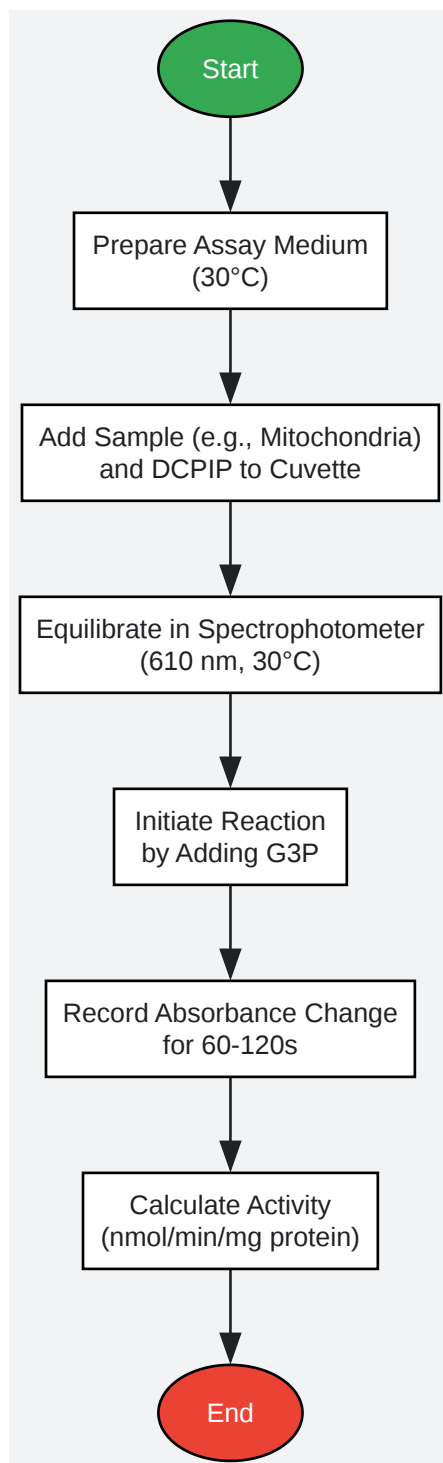 Start
Prepare Assay Medium
(30°C)
Add Sample (e.g., Mitochondria)
and DCPIP to Cuvette
Equilibrate in Spectrophotometer
(610 nm, 30°C)
Initiate Reaction
by Adding G3P
Record Absorbance Change
for 60-120s
Calculate Activity
(nmol/min/mg protein)
End